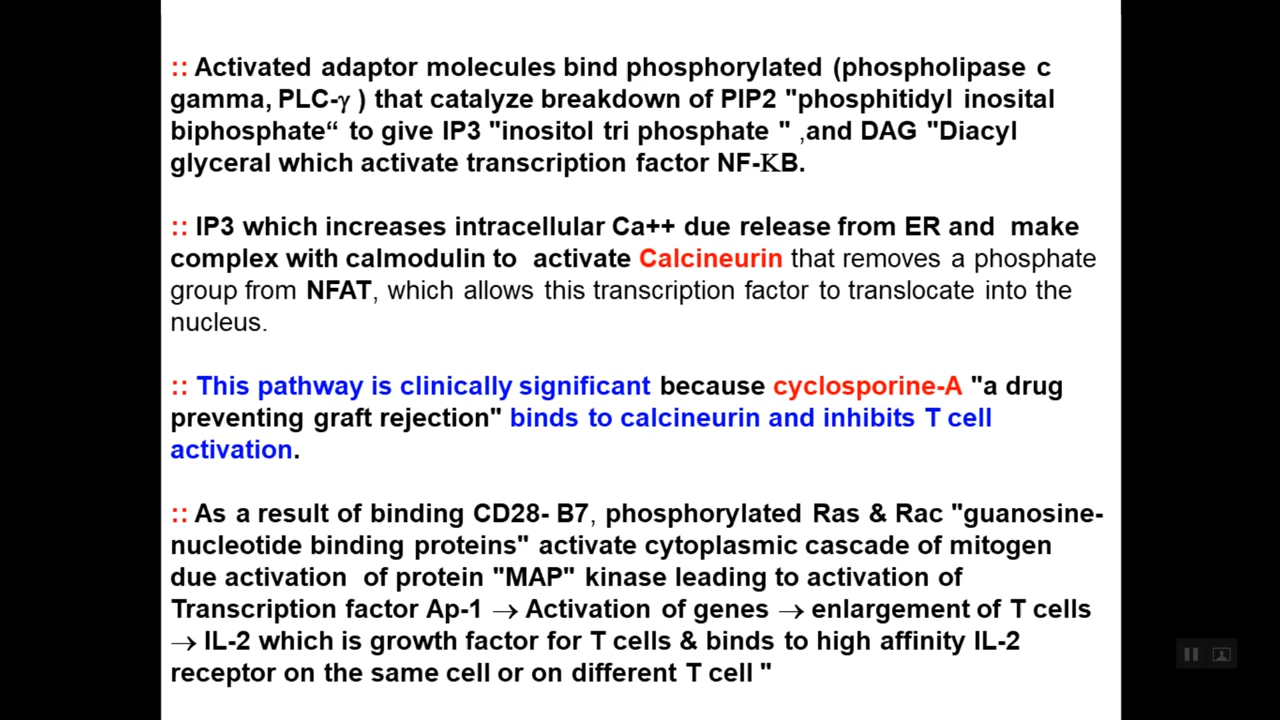 :: Activated adaptor molecules bind phosphorylated (phospholipase c
gamma, PLC-γ ) that catalyze breakdown of PIP2 "phosphitidyl inosital
biphosphate“ to give IP3 "inositol tri phosphate " ,and DAG "Diacyl
glyceral which activate transcription factor NF-ΚB.
:: IP3 which increases intracellular Ca++ due release from ER and make
complex with calmodulin to activate Calcineurin that removes a phosphate
group from NFAT, which allows this transcription factor to translocate into the
nucleus.
:: This pathway is clinically significant because cyclosporine-A "a drug
preventing graft rejection" binds to calcineurin and inhibits T cell
activation.
:: As a result of binding CD28- B7, phosphorylated Ras & Rac "guanosine-
nucleotide binding proteins" activate cytoplasmic cascade of mitogen
due activation of protein "MAP" kinase leading to activation of
Transcription factor Ap-1 → Activation of genes → enlargement of T cells
→ IL-2 which is growth factor for T cells & binds to high affinity IL-2
receptor on the same cell or on different T cell "